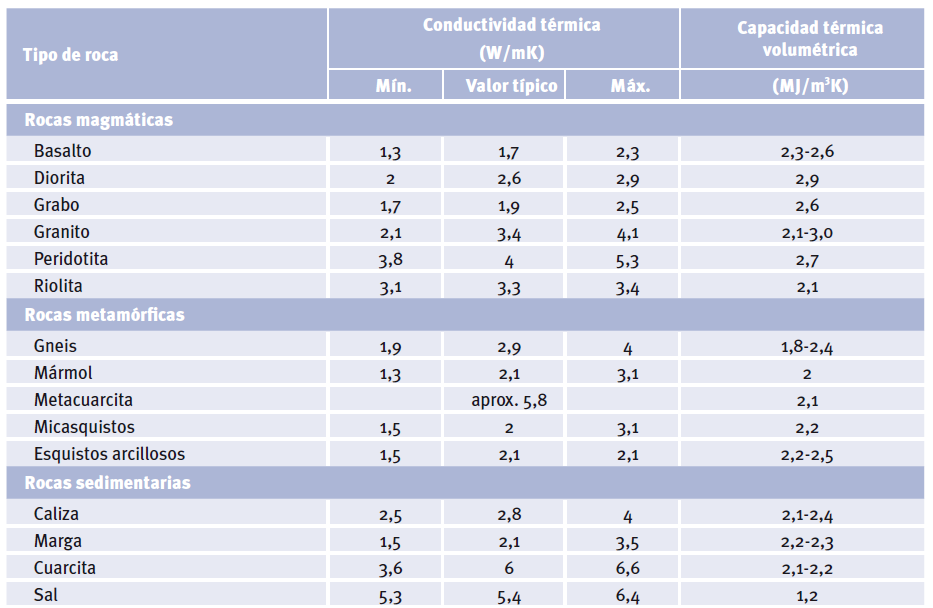 Tipo de roca Conductividad térmica (W/mK) Capacidad térmica volumétrica
Mín. Valor típico Máx. (MJ/m³K)
Rocas magmáticas
Basalto 1,3 1,7 2,3 2,3-2,6
Diorita 2 2,6 2,9 2,9
Grabo 1,7 1,9 2,5 2,6
Granito 2,1 3,4 4,1 2,1-3,0
Peridotita 3,8 4 5,3 2,7
Riolita 3,1 3,3 3,4 2,1
Rocas metamórficas
Gneis 1,9 2,9 4 1,8-2,4
Mármol 1,3 2,1 3,1 2
Metacuarcita aprox. 5,8 2,1
Micasquistos 1,5 2 3,1 2,2
Esquistos arcillosos 1,5 2,1 2,1 2,2-2,5
Rocas sedimentarias
Caliza 2,5 2,8 4 2,1-2,4
Marga 1,5 2,1 3,5 2,2-2,3
Cuarcita 3,6 6 6,6 2,1-2,2
Sal 5,3 5,4 6,4 1,2